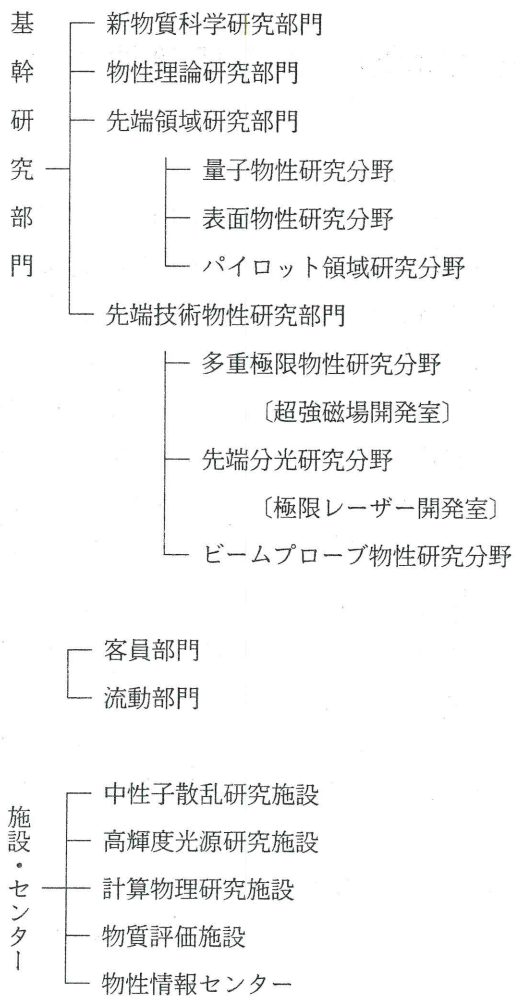 基幹研究部門
新物質科学研究部門
物性理論研究部門
先端領域研究部門
量子物性研究分野
表面物性研究分野
パイロット領域研究分野
先端技術物性研究部門
多重極限物性研究分野
〔超強磁場開発室〕
先端分光研究分野
〔極限レーザー開発室〕
ビームプローブ物性研究分野
客員部門
流動部門
施設・センター
中性子散乱研究施設
高輝度光源研究施設
計算物理研究施設
物質評価施設
物性情報センター